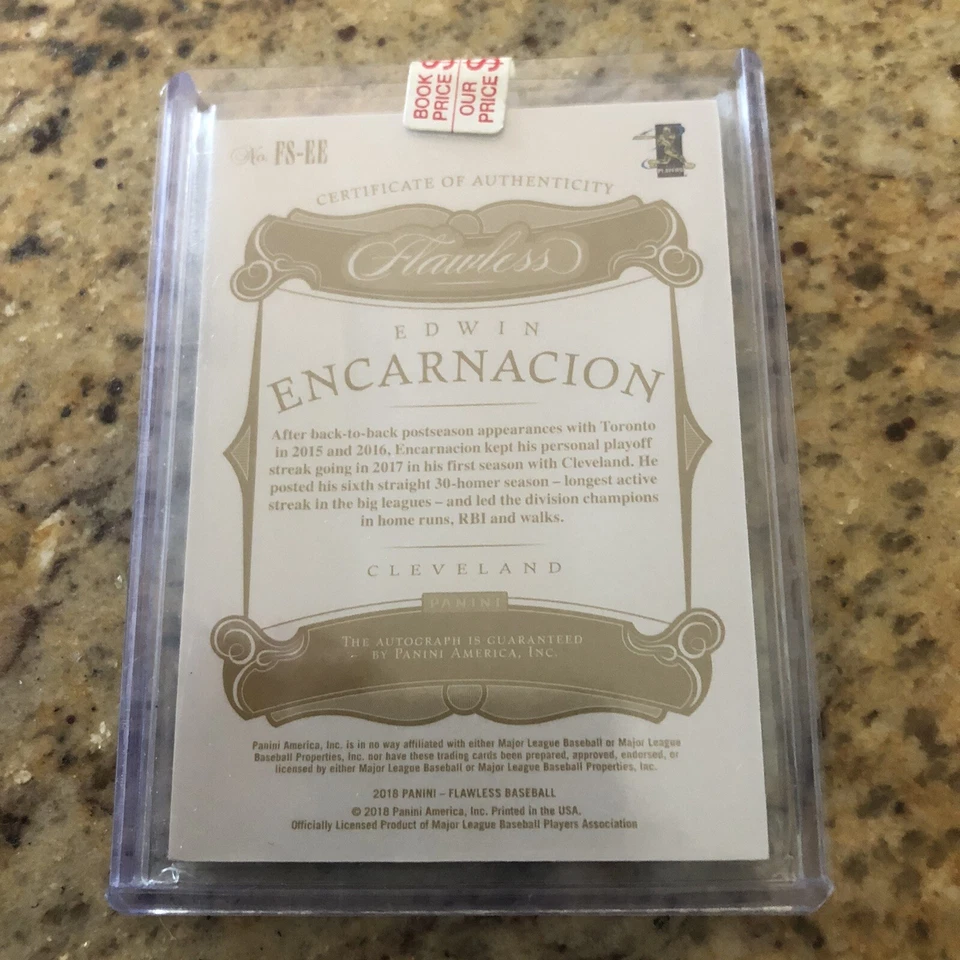 BOOK $
PRICE
OUR $
PRICE
No. FS-EE
PLAYERS
CERTIFICATE OF AUTHENTICITY
Flawless
EDWIN
ENCARNACION
After back-to-back postseason appearances with Toronto
in 2015 and 2016, Encarnacion kept his personal playoff
streak going in 2017 in his first season with Cleveland. He
posted his sixth straight 30-homer season – longest active
streak in the big leagues – and led the division champions
in home runs, RBI and walks.
CLEVELAND
PANINI
THE AUTOGRAPH IS GUARANTEED
BY PANINI AMERICA, INC.
Panini America, Inc. is in no way affiliated with either Major League Baseball or Major League
Baseball Properties, Inc. nor have these trading cards been prepared, approved, endorsed, or
licensed by either Major League Baseball or Major League Baseball Properties, Inc.
2018 PANINI – FLAWLESS BASEBALL
© 2018 Panini America, Inc. Printed in the USA.
Officially Licensed Product of Major League Baseball Players Association